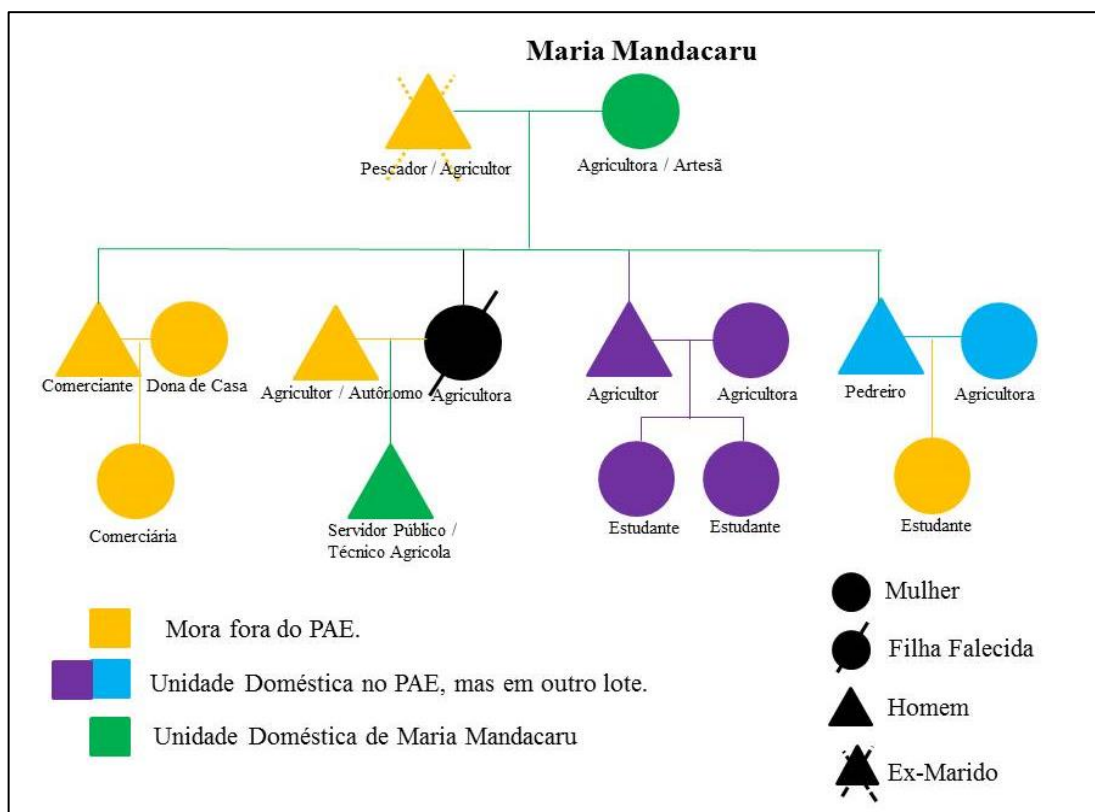 Maria Mandacaru
Pescador / Agricultor
Agricultora / Artesã
Comerciante
Dona de Casa
Agricultor / Autônomo
Agricultora
Agricultor
Agricultora
Pedreiro
Agricultora
Comerciária
Servidor Público /
Técnico Agricola
Estudante
Estudante
Estudante
Mora fora do PAE.
Unidade Doméstica no PAE, mas em outro lote.
Unidade Doméstica de Maria Mandacaru
Mulher
Filha Falecida
Homem
Ex-Marido